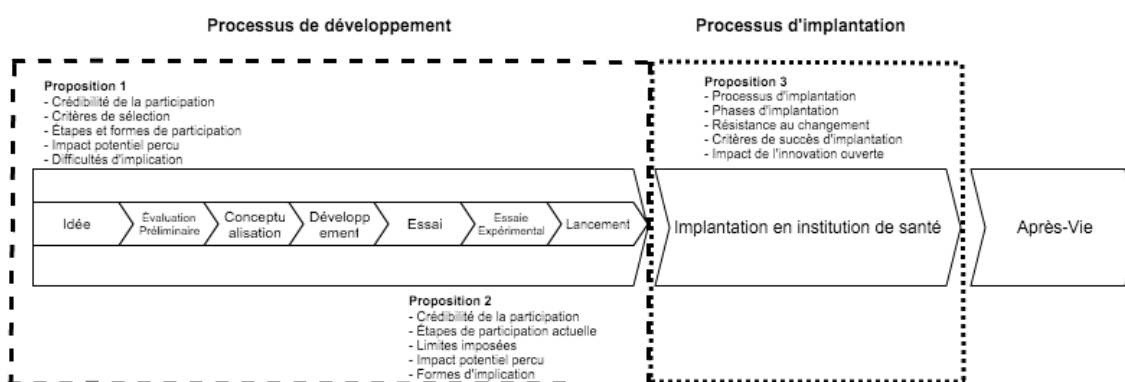 Processus de développement
Processus d'implantation
Proposition 1
- Crédibilité de la participation
- Critères de sélection
- Étapes et formes de participation
- Impact potentiel perçu
- Difficultés d'implication
Proposition 3
- Processus d'implantation
- Phases d'implantation
- Résistance au changement
- Critères de succès d'implantation
- Impact de l'innovation ouverte
Idée
Évaluation
Préliminaire
Conceptu
alisation
Développ
ement
Essai
Essaie
Expérimental
Lancement
Implantation en institution de santé
Après-Vie
Proposition 2
- Crédibilité de la participation
- Étapes de participation actuelle
- Limites imposées
- Impact potentiel perçu
- Formes d'implication